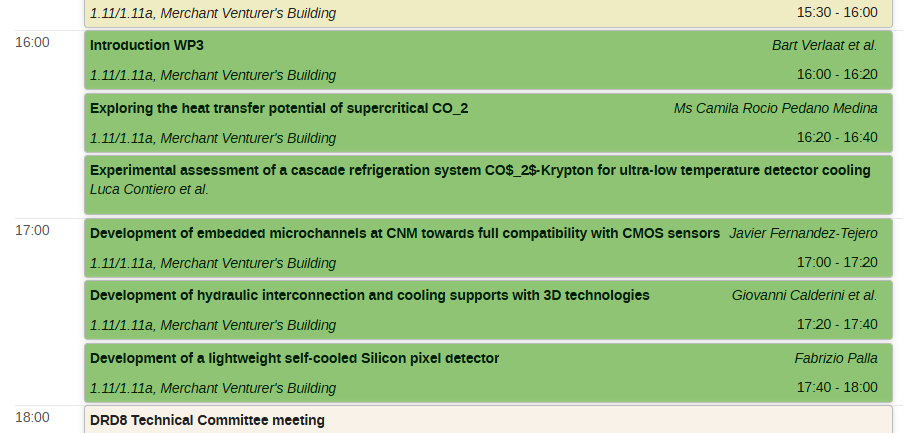 1.11/1.11a, Merchant Venturer's Building 15:30 - 16:00
16:00
Introduction WP3 Bart Verlaat et al.
1.11/1.11a, Merchant Venturer's Building 16:00 - 16:20
Exploring the heat transfer potential of supercritical CO_2 Ms Camila Rocio Pedano Medina
1.11/1.11a, Merchant Venturer's Building 16:20 - 16:40
Experimental assessment of a cascade refrigeration system CO$_2$-Krypton for ultra-low temperature detector cooling
Luca Contiero et al.
17:00
Development of embedded microchannels at CNM towards full compatibility with CMOS sensors Javier Fernandez-Tejero
1.11/1.11a, Merchant Venturer's Building 17:00 - 17:20
Development of hydraulic interconnection and cooling supports with 3D technologies Giovanni Calderini et al.
1.11/1.11a, Merchant Venturer's Building 17:20 - 17:40
Development of a lightweight self-cooled Silicon pixel detector Fabrizio Palla
1.11/1.11a, Merchant Venturer's Building 17:40 - 18:00
18:00
DRD8 Technical Committee meeting